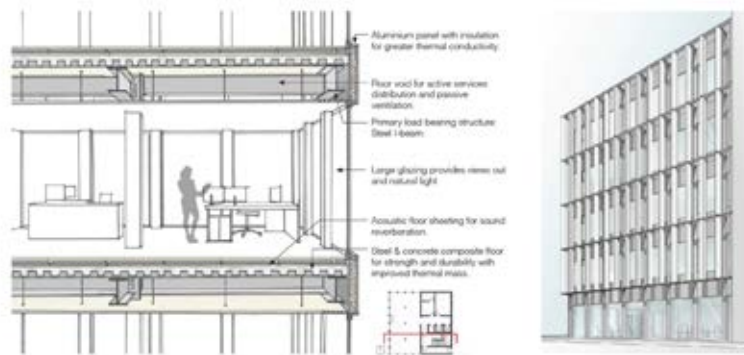 Aluminium panel with insulation
for greater thermal conductivity.
Floor void for active services
distribution and passive
ventilation.
Primary load bearing structure:
Steel I-beam
Large glazing provides views out
and natural light
Acoustic floor sheeting for sound
reverberation.
Steel & concrete composite floor
for strength and durability with
improved thermal mass.